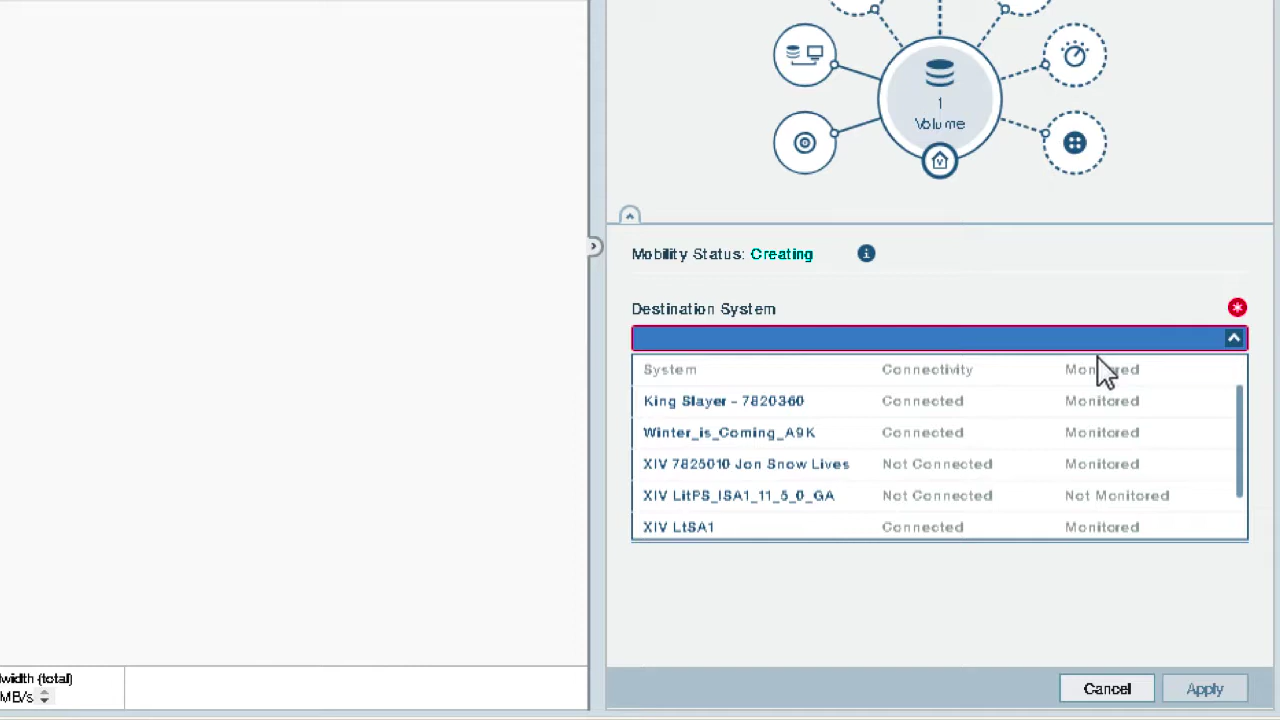 1
Volume
Mobility Status: Creating
Destination System
System Connectivity
King Slayer - 7820360 Connected Monitored
Winter_is_Coming_A9K Connected Monitored
XIV 7825010 Jon Snow Lives Not Connected Monitored
XIV LitPS_ISA1_11_5_0_GA Not Connected Not Monitored
XIV LtSA1 Connected Monitored
dwidth (total)
MB/s
Cancel Apply